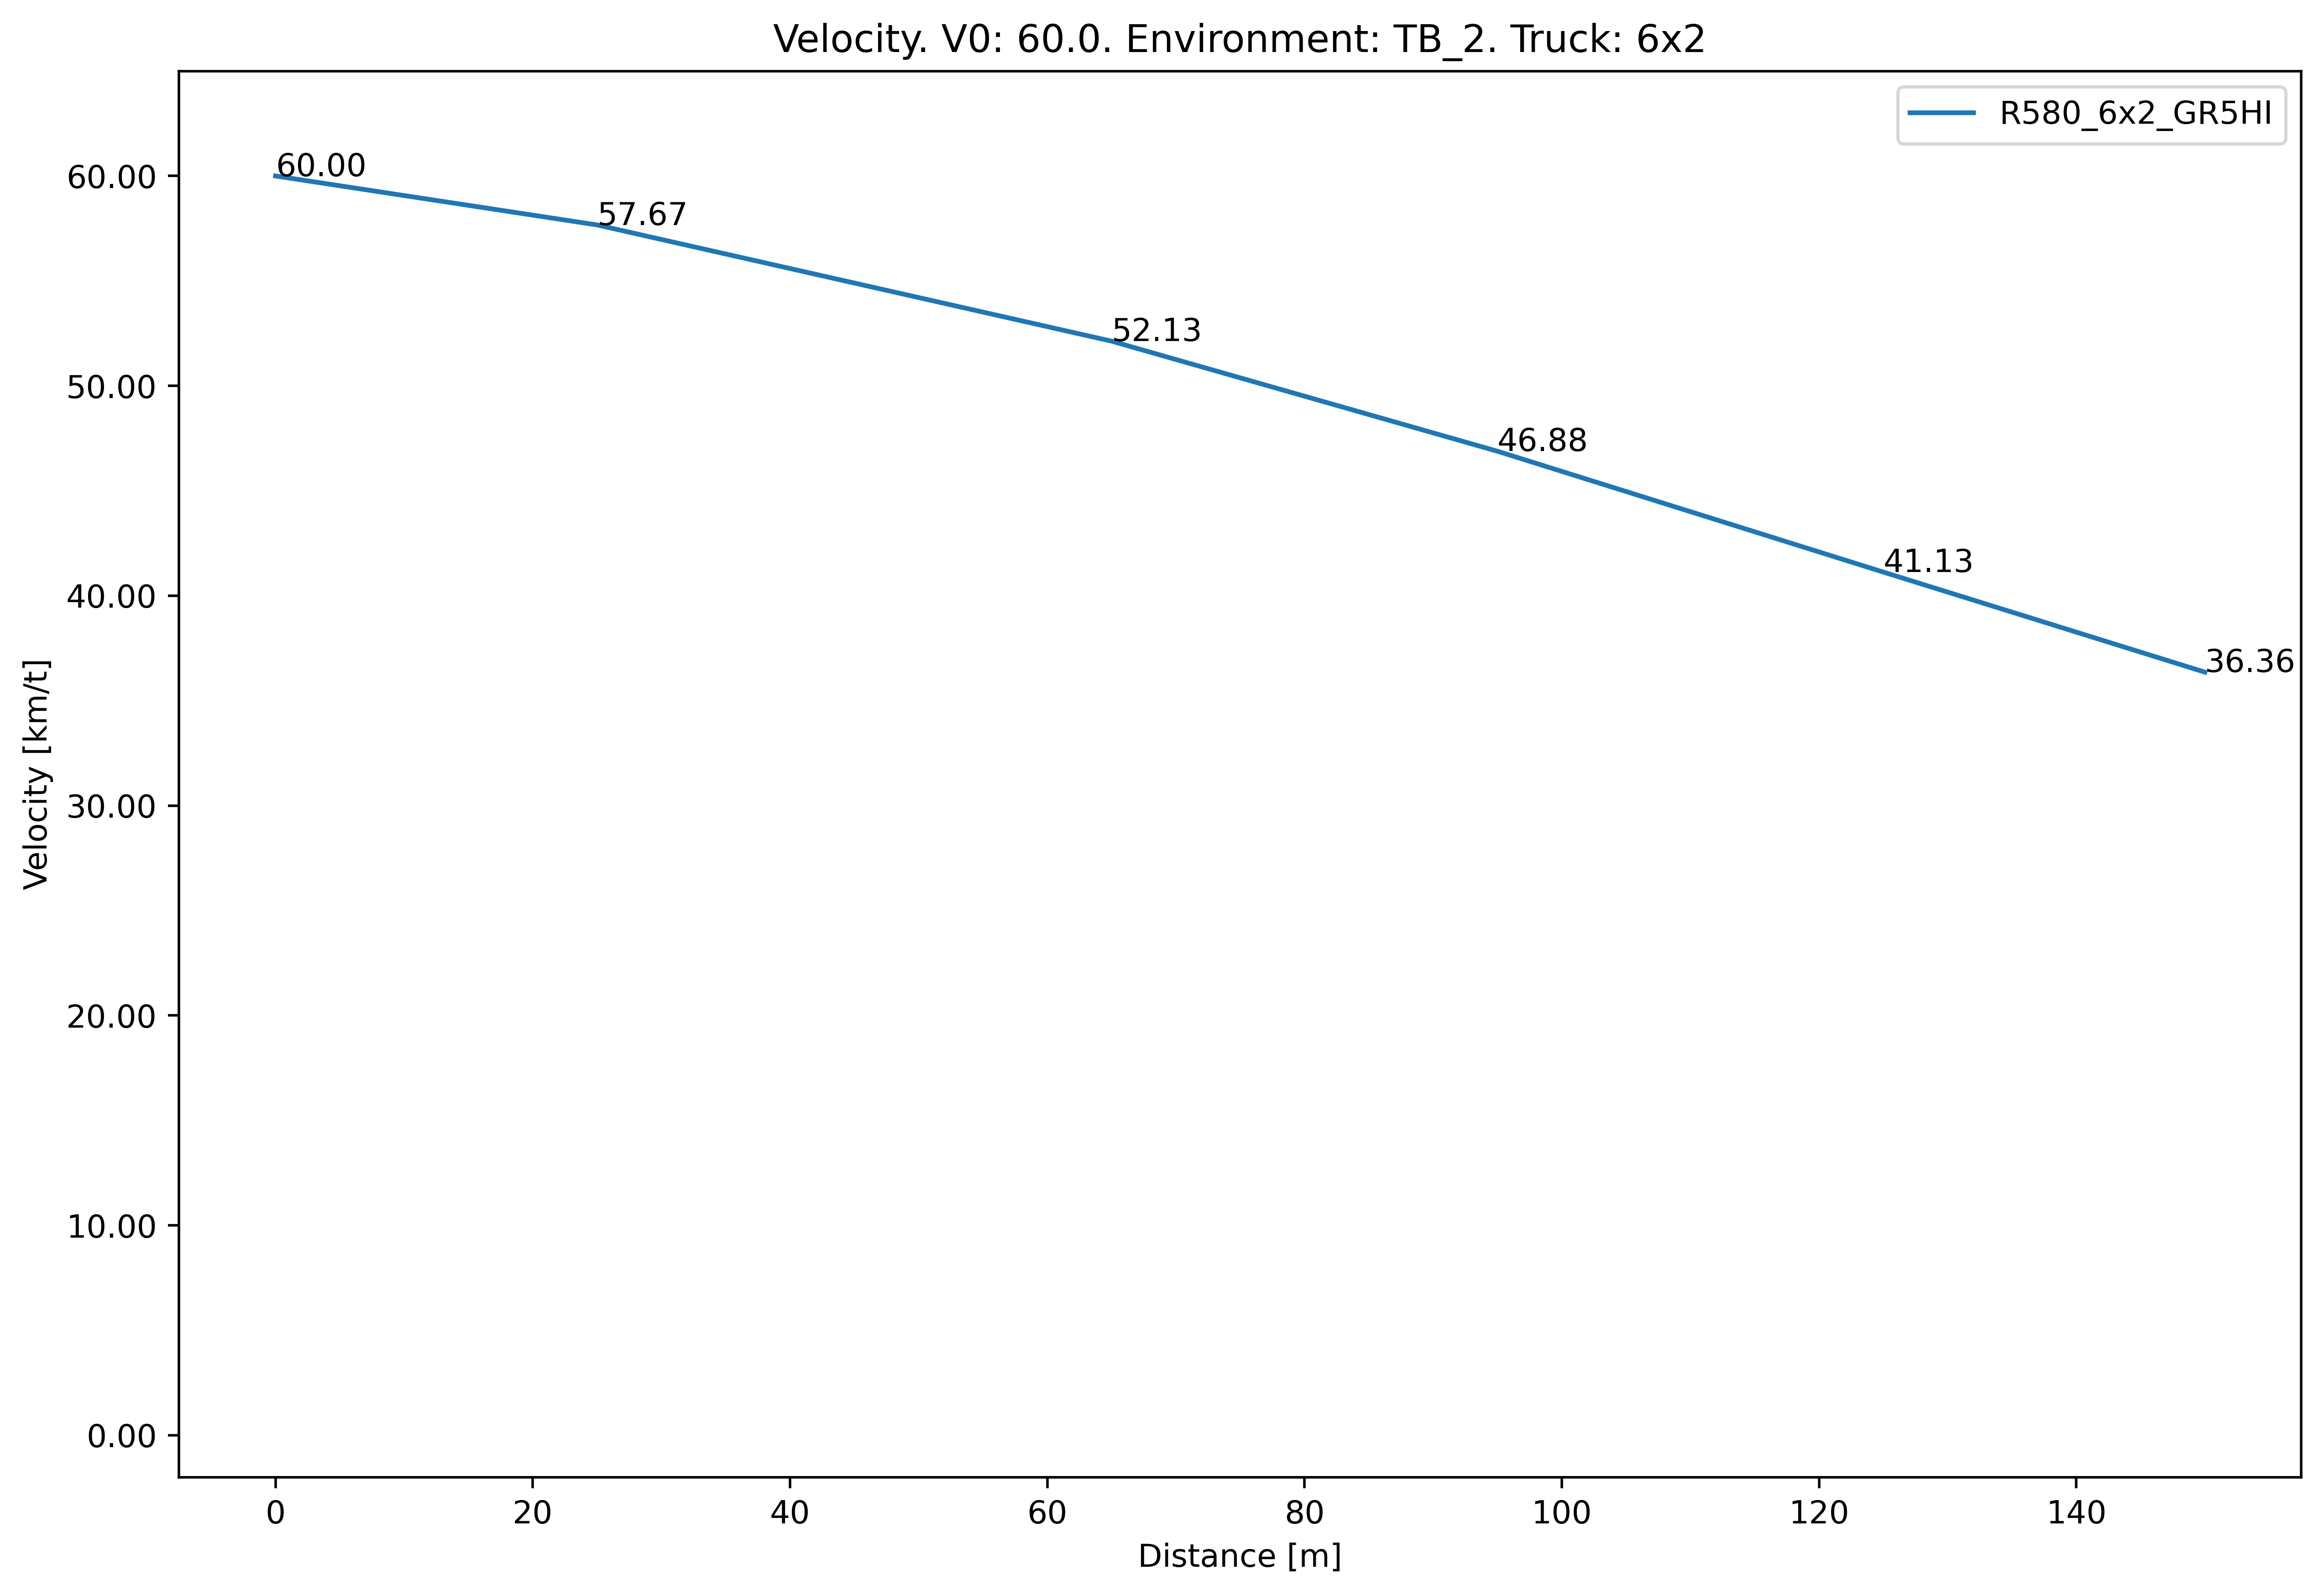 Velocity. V0: 60.0. Environment: TB_2. Truck: 6x2
R580_6x2_GR5HI
60.00
57.67
52.13
46.88
41.13
36.36
60.00
50.00
40.00
30.00
20.00
10.00
0.00
Velocity [km/t]
0 20 40 60 80 100 120 140
Distance [m]